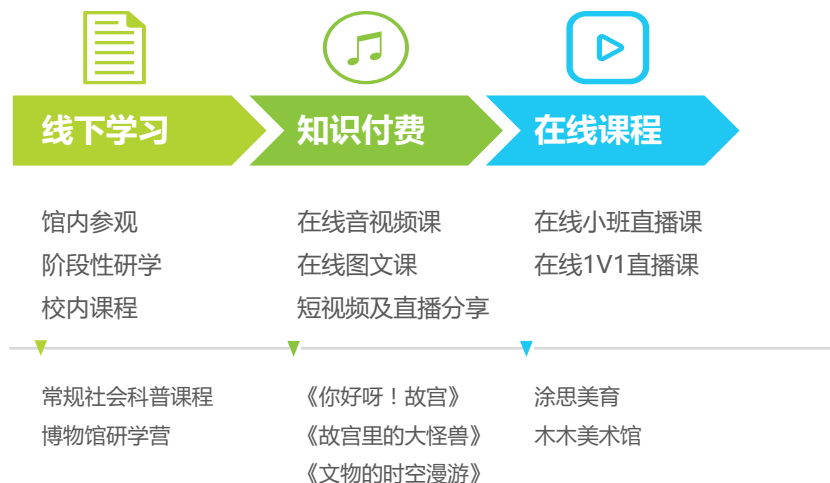 线下学习
知识付费
在线课程
馆内参观
阶段性研学
校内课程
在线音视频课
在线图文课
短视频及直播分享
在线小班直播课
在线1V1直播课
常规社会科普课程
博物馆研学营
《你好呀！故宫》
《故宫里的大怪兽》
《文物的时空漫游》
涂思美育
木木美术馆